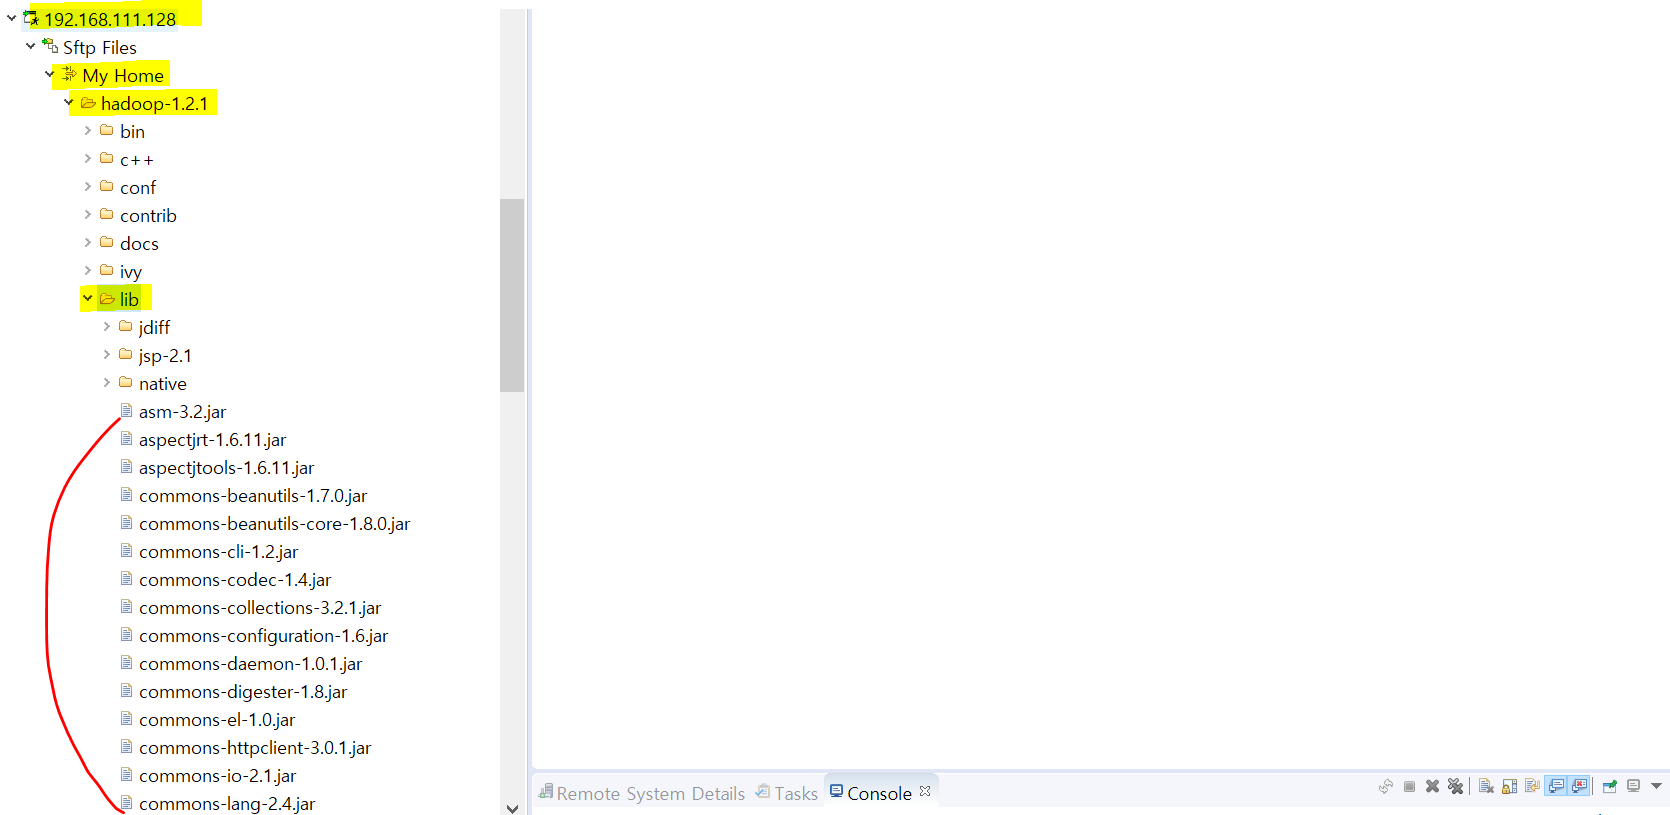 192.168.111.128
Sftp Files
My Home
hadoop-1.2.1
bin
c++
conf
contrib
docs
ivy
lib
jdiff
jsp-2.1
native
asm-3.2.jar
aspectjrt-1.6.11.jar
aspectjtools-1.6.11.jar
commons-beanutils-1.7.0.jar
commons-beanutils-core-1.8.0.jar
commons-cli-1.2.jar
commons-codec-1.4.jar
commons-collections-3.2.1.jar
commons-configuration-1.6.jar
commons-daemon-1.0.1.jar
commons-digester-1.8.jar
commons-el-1.0.jar
commons-httpclient-3.0.1.jar
commons-io-2.1.jar
commons-lang-2.4.jar
Remote System Details Tasks Console